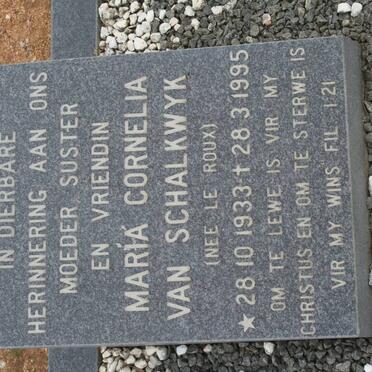 IN DIERBARE
HERINNERING AAN ONS
MOEDER SUSTER
EN VRIENDIN
MARIA CORNELIA
VAN SCHALKWYK
(NEE LE ROUX)
★28 10 1933 ✝ 28 3 1995
OM TE LEWE IS VIR MY
CHRISTUS EN OM TE STERWE IS
VIR MY WINS FIL 1 21